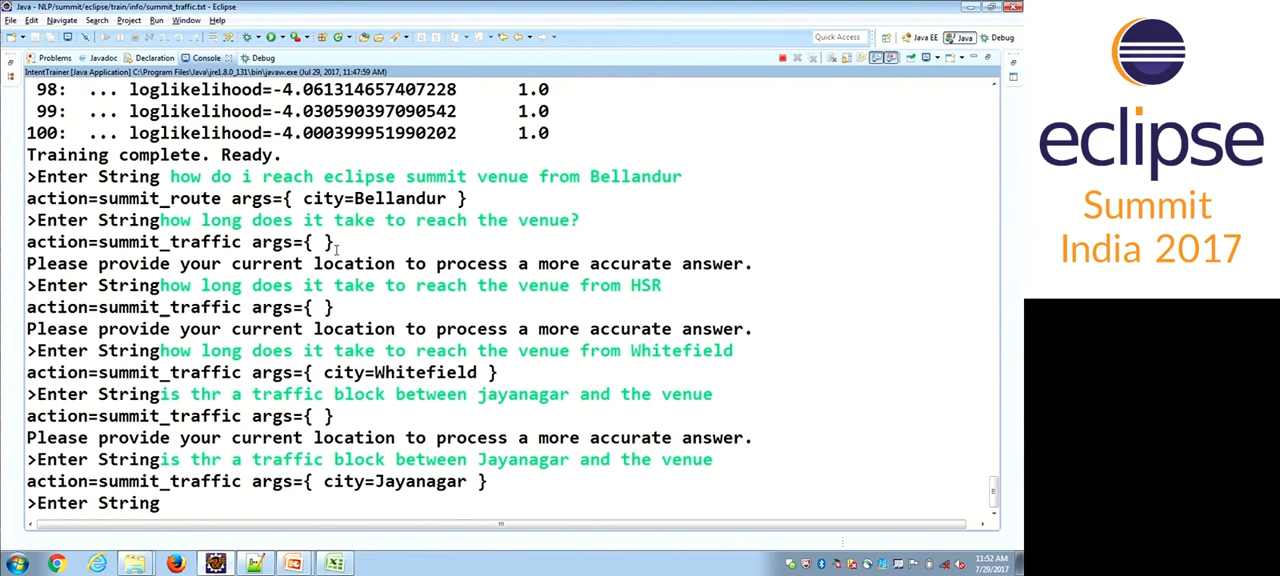 Java - NLP/summit/eclipse/train/info/summit_traffic.txt - Eclipse
File Edit Navigate Search Project Run Window Help
Quick Access Java EE Java Debug
Problems Javadoc Declaration Console Debug
IntentTrainer [Java Application] C:\Program Files\Java\jre1.8.0_131\bin\javaw.exe (Jul 29, 2017, 11:47:59 AM)
98: ... loglikelihood=-4.061314657407228 1.0
99: ... loglikelihood=-4.030590397090542 1.0
100: ... loglikelihood=-4.000399951990202 1.0
Training complete. Ready.
>Enter String how do i reach eclipse summit venue from Bellandur
action=summit_route args={ city=Bellandur }
>Enter Stringhow long does it take to reach the venue?
action=summit_traffic args={ }
Please provide your current location to process a more accurate answer.
>Enter Stringhow long does it take to reach the venue from HSR
action=summit_traffic args={ }
Please provide your current location to process a more accurate answer.
>Enter Stringhow long does it take to reach the venue from Whitefield
action=summit_traffic args={ city=Whitefield }
>Enter Stringis thr a traffic block between jayanagar and the venue
action=summit_traffic args={ }
Please provide your current location to process a more accurate answer.
>Enter Stringis thr a traffic block between Jayanagar and the venue
action=summit_traffic args={ city=Jayanagar }
>Enter String
11:52 AM
7/29/2017
eclipse
Summit
India 2017